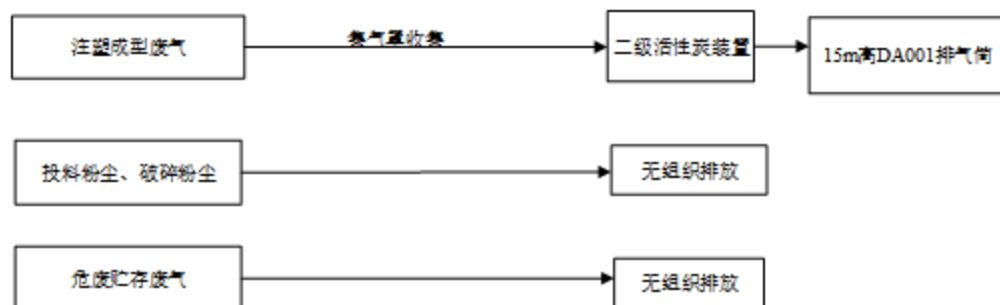 注塑成型废气
集气罩收集
二级活性炭装置
15m高DA001排气筒
投料粉尘、破碎粉尘
无组织排放
危废贮存废气
无组织排放